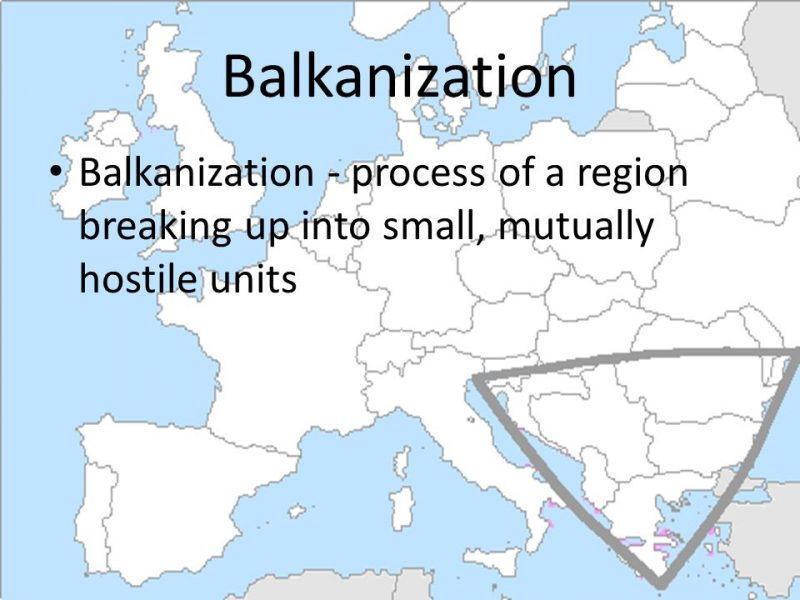 Balkanization
• Balkanization - process of a region
breaking up into small, mutually
hostile units